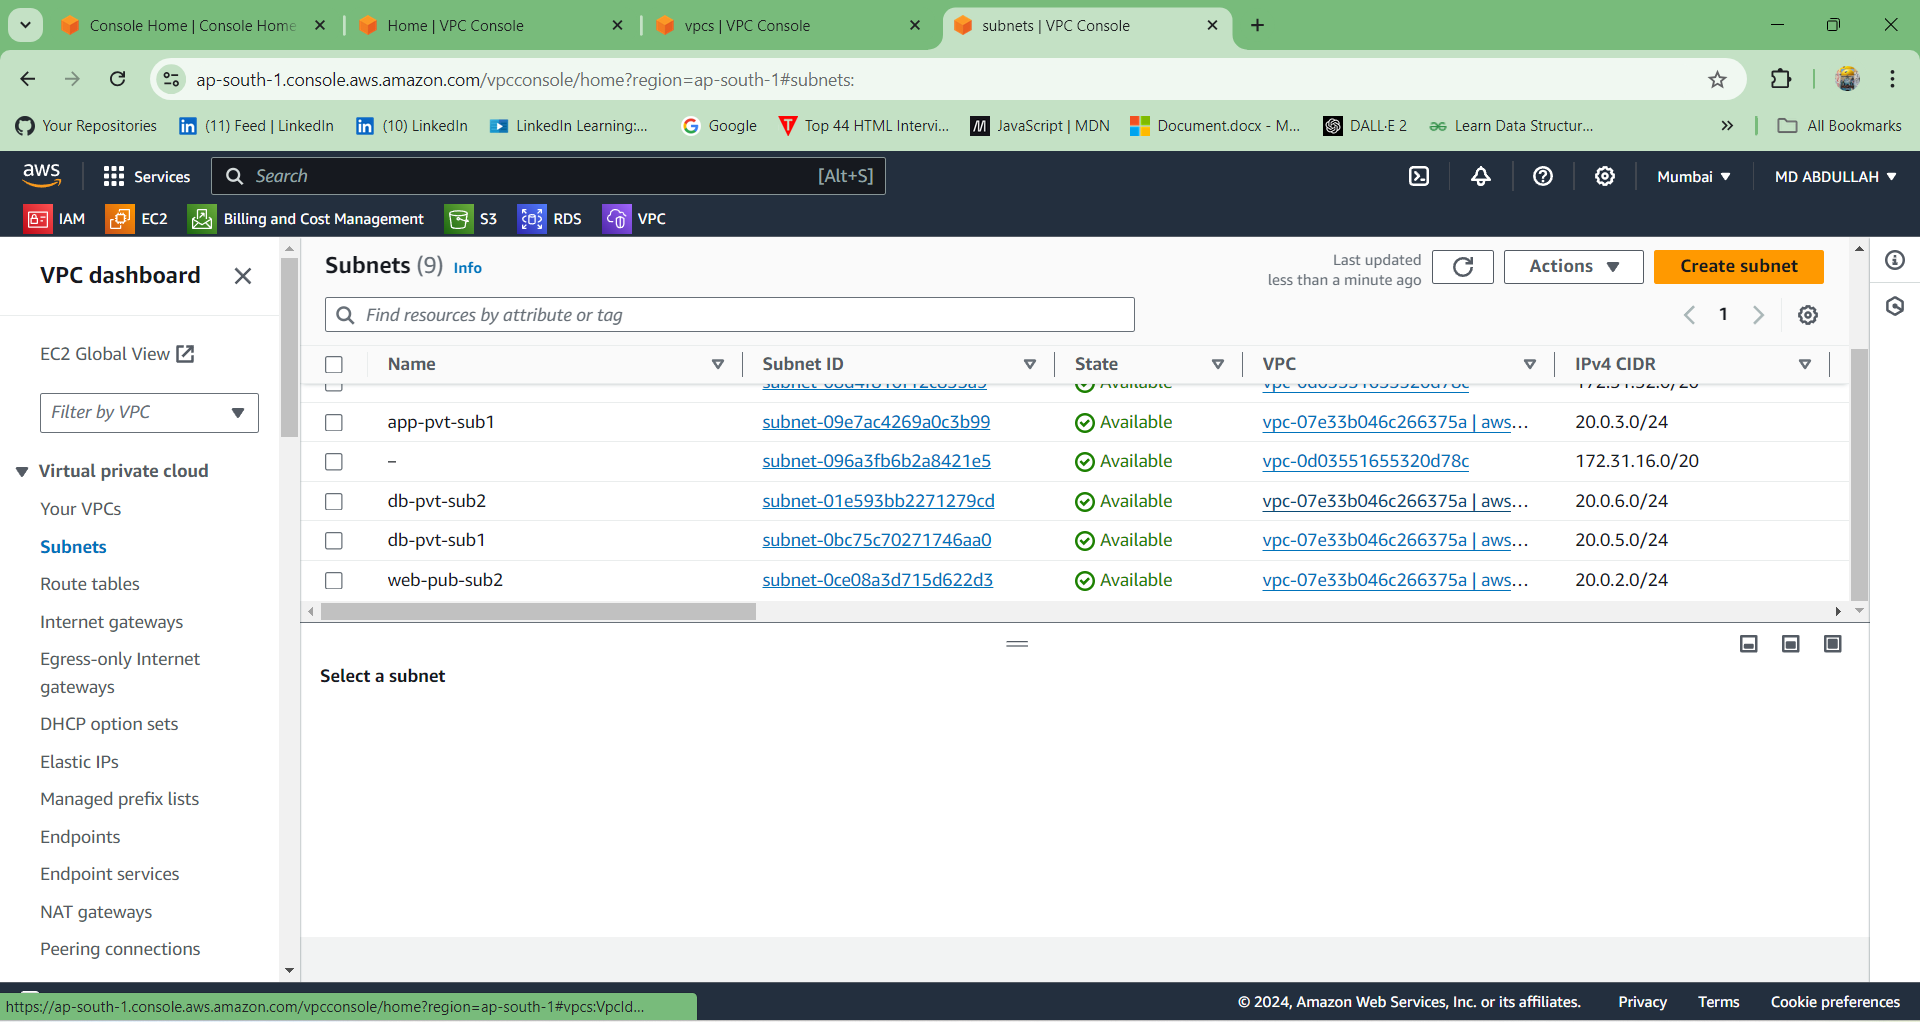 Console Home | Console Home
Home | VPC Console
vpcs | VPC Console
subnets | VPC Console
ap-south-1.console.aws.amazon.com/vpcconsole/home?region=ap-south-1#subnets:
Your Repositories
(11) Feed | LinkedIn
(10) LinkedIn
LinkedIn Learning:...
Google
Top 44 HTML Intervi...
JavaScript | MDN
Document.docx - M...
DALL·E 2
Learn Data Structur...
All Bookmarks
aws
Services
Search
[Alt+S]
Mumbai
MD ABDULLAH
IAM
EC2
Billing and Cost Management
S3
RDS
VPC
VPC dashboard
EC2 Global View
Filter by VPC
Virtual private cloud
Your VPCs
Subnets
Route tables
Internet gateways
Egress-only Internet
gateways
DHCP option sets
Elastic IPs
Managed prefix lists
Endpoints
Endpoint services
NAT gateways
Peering connections
Subnets (9) Info
Last updated
less than a minute ago
Actions
Create subnet
Find resources by attribute or tag
1
Name Subnet ID State VPC IPv4 CIDR
Available vpc-0d03551655320d78c 172.31.32.0/20
app-pvt-sub1 subnet-09e7ac4269a0c3b99 Available vpc-07e33b046c266375a | aws... 20.0.3.0/24
– subnet-096a3fb6b2a8421e5 Available vpc-0d03551655320d78c 172.31.16.0/20
db-pvt-sub2 subnet-01e593bb2271279cd Available vpc-07e33b046c266375a | aws... 20.0.6.0/24
db-pvt-sub1 subnet-0bc75c70271746aa0 Available vpc-07e33b046c266375a | aws... 20.0.5.0/24
web-pub-sub2 subnet-0ce08a3d715d622d3 Available vpc-07e33b046c266375a | aws... 20.0.2.0/24
Select a subnet
https://ap-south-1.console.aws.amazon.com/vpcconsole/home?region=ap-south-1#vpcs:VpcId...
© 2024, Amazon Web Services, Inc. or its affiliates.
Privacy
Terms
Cookie preferences